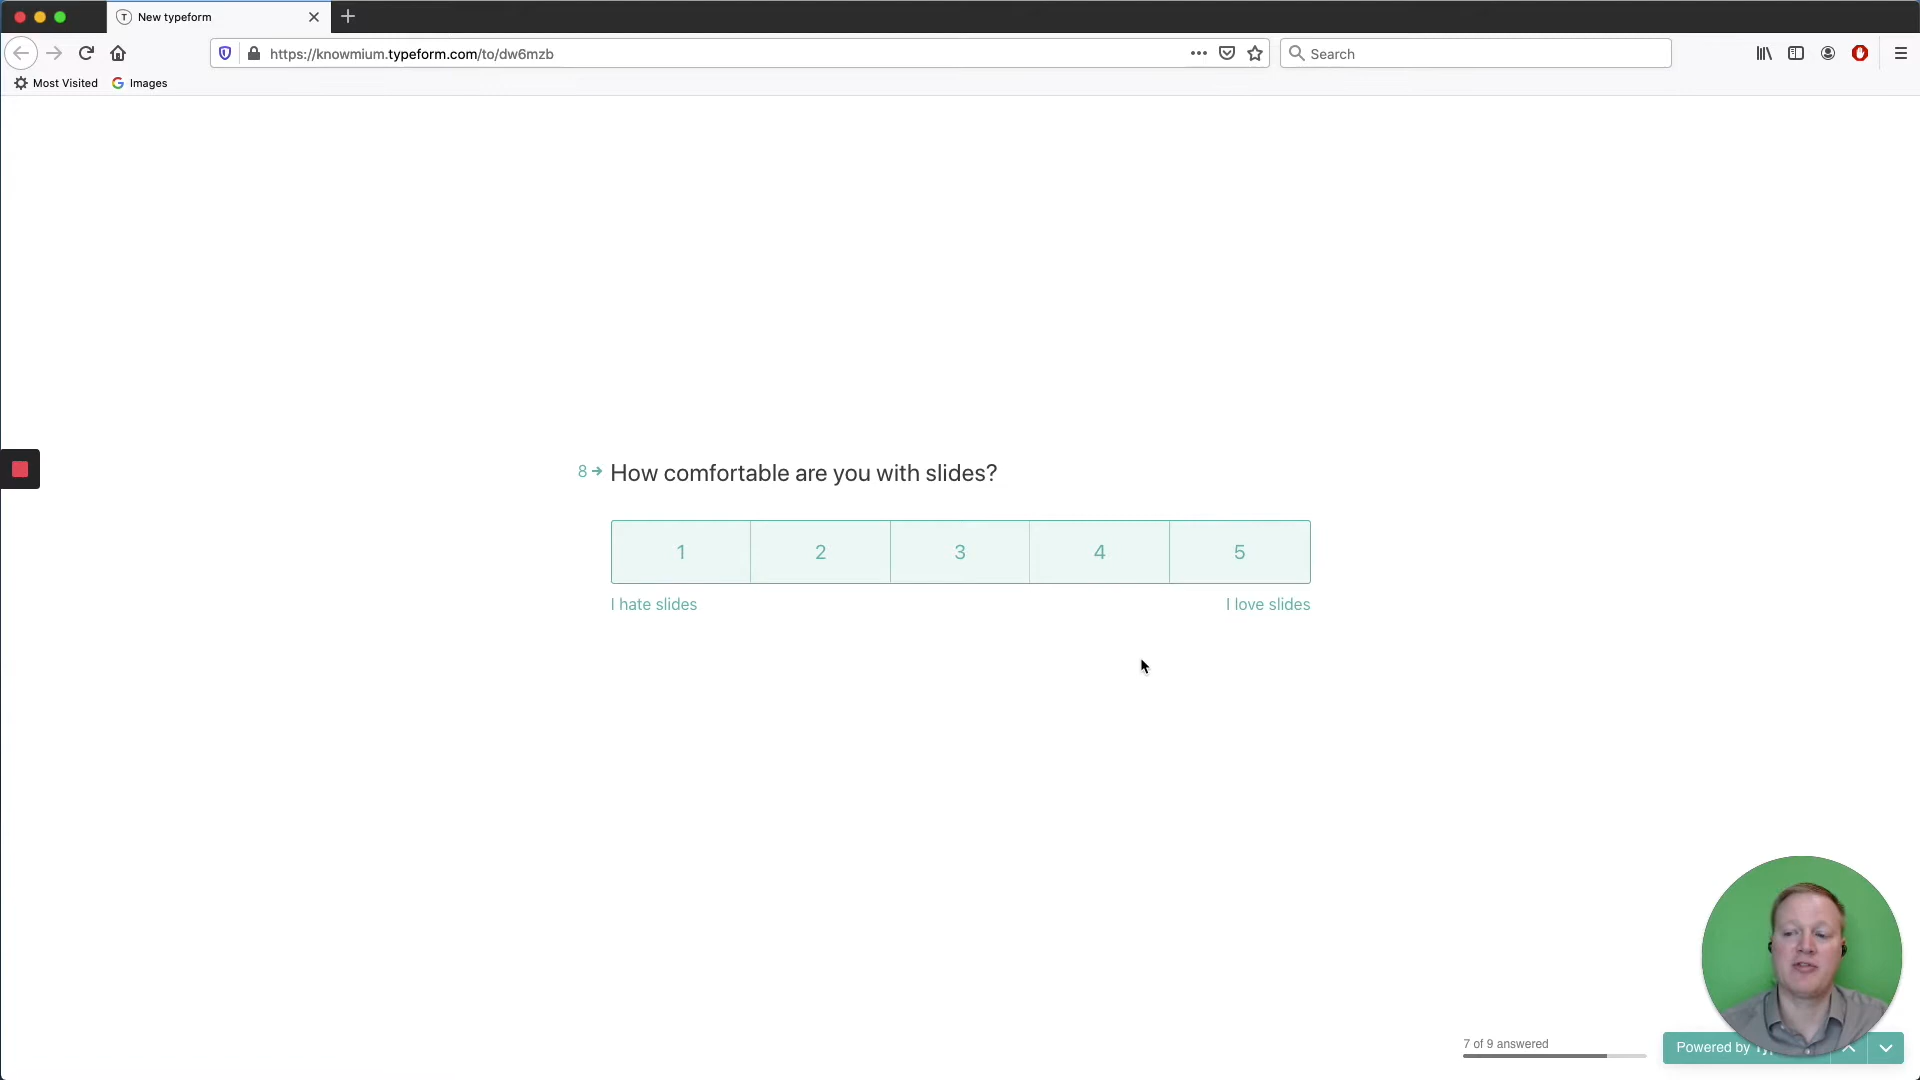 New typeform
https://knowmium.typeform.com/to/dw6mzb
Search
Most Visited
Images
8
How comfortable are you with slides?
1 2 3 4 5
I hate slides
I love slides
7 of 9 answered
Powered by